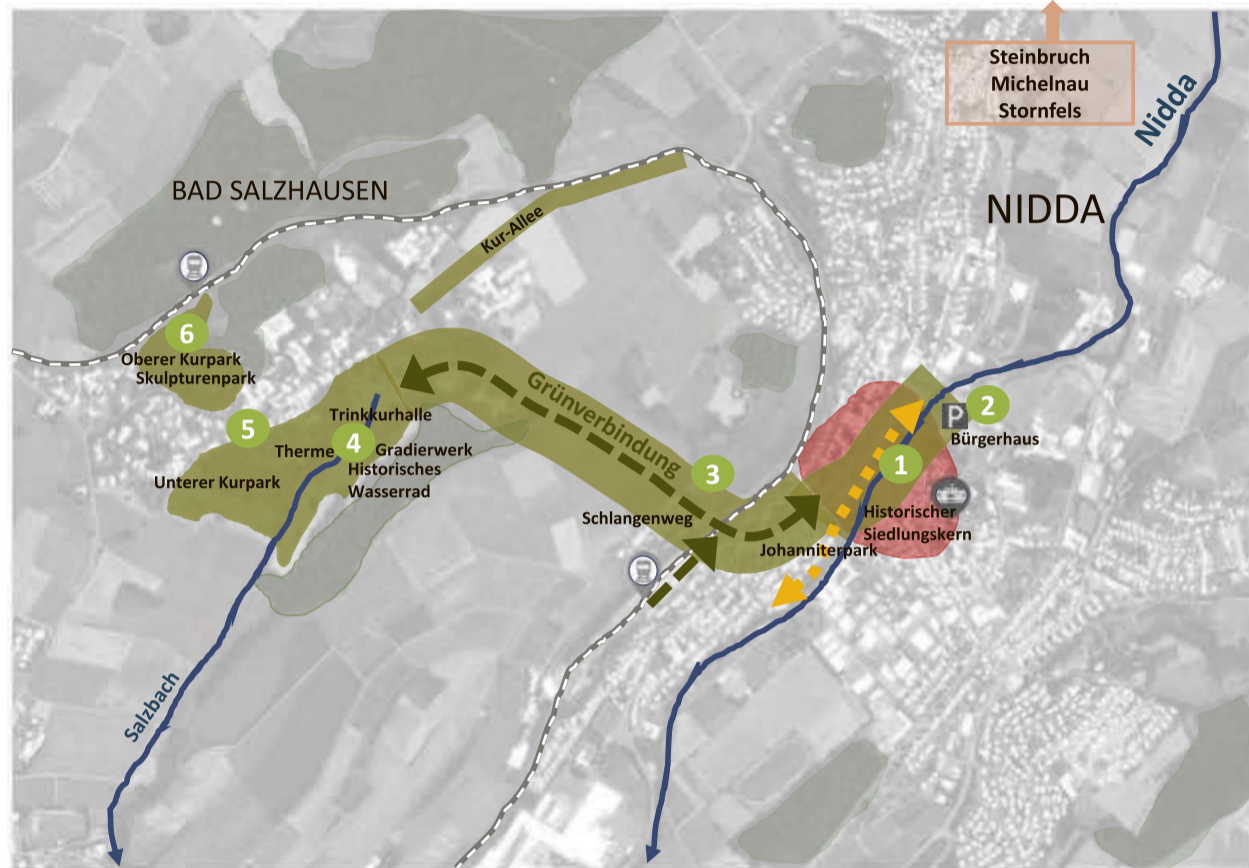 Steinbruch
Michelnau
Stornfels
Nidda
BAD SALZHAUSEN
NIDDA
Kur-Allee
6
Oberer Kurpark
Skulpturenpark
Grünverbindung
P
2
Bürgerhaus
Trinkkurhalle
5
Therme
4
Gradierwerk
Historisches
Wasserrad
Unterer Kurpark
3
1
Schlangenweg
Historischer
Siedlungskern
Johanniterpark
Salzbach